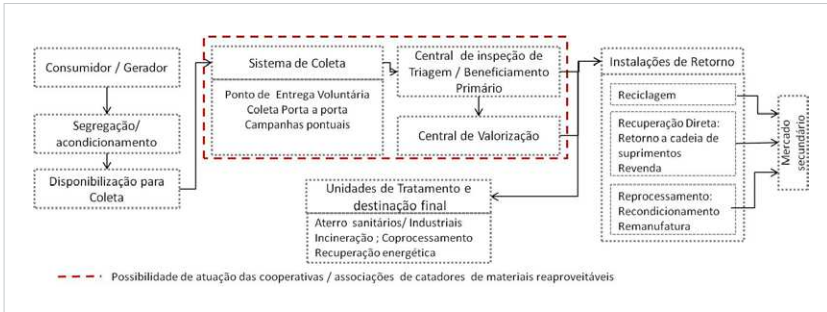 Consumidor / Gerador
Segregação/
acondicionamento
Disponibilização para
Coleta
Sistema de Coleta
Ponto de Entrega Voluntária
Coleta Porta a porta
Campanhas pontuais
Central de inspeção de
Triagem / Beneficiamento
Primário
Central de Valorização
Unidades de Tratamento e
destinação final
Aterro sanitários/ Industriais
Incineração ; Coprocessamento
Recuperação energética
Instalações de Retorno
Reciclagem
Recuperação Direta:
Retorno a cadeia de
suprimentos
Revenda
Reprocessamento:
Recondicionamento
Remanufatura
Mercado
secundário
Possibilidade de atuação das cooperativas / associações de catadores de materiais reaproveitáveis